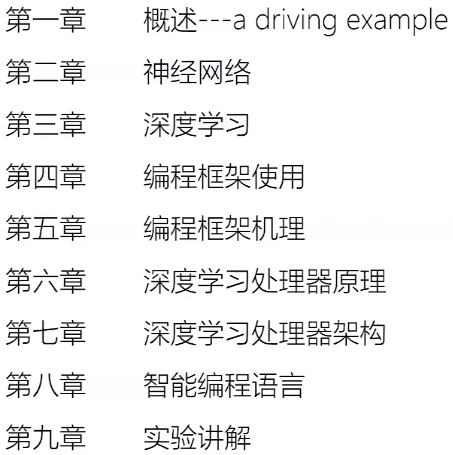 第一章 概述---a driving example
第二章 神经网络
第三章 深度学习
第四章 编程框架使用
第五章 编程框架机理
第六章 深度学习处理器原理
第七章 深度学习处理器架构
第八章 智能编程语言
第九章 实验讲解